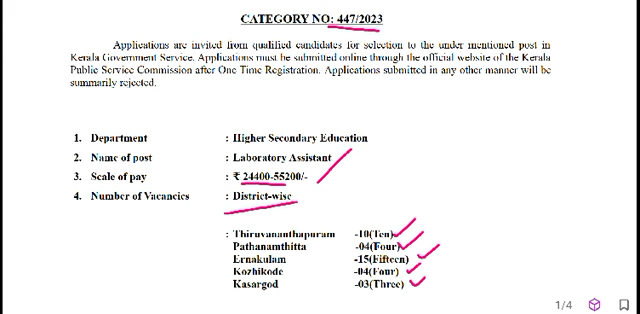 CATEGORY NO: 447/2023
Applications are invited from qualified candidates for selection to the under mentioned post in
Kerala Government Service. Applications must be submitted online through the official website of the Kerala
Public Service Commission after One Time Registration. Applications submitted in any other manner will be
summarily rejected.
1. Department : Higher Secondary Education
2. Name of post : Laboratory Assistant
3. Scale of pay : ₹ 24400-55200/-
4. Number of Vacancies : District-wise
: Thiruvananthapuram -10(Ten)
Pathanamthitta -04(Four)
Ernakulam -15(Fifteen)
Kozhikode -04(Four)
Kasargod -03(Three)
1/4